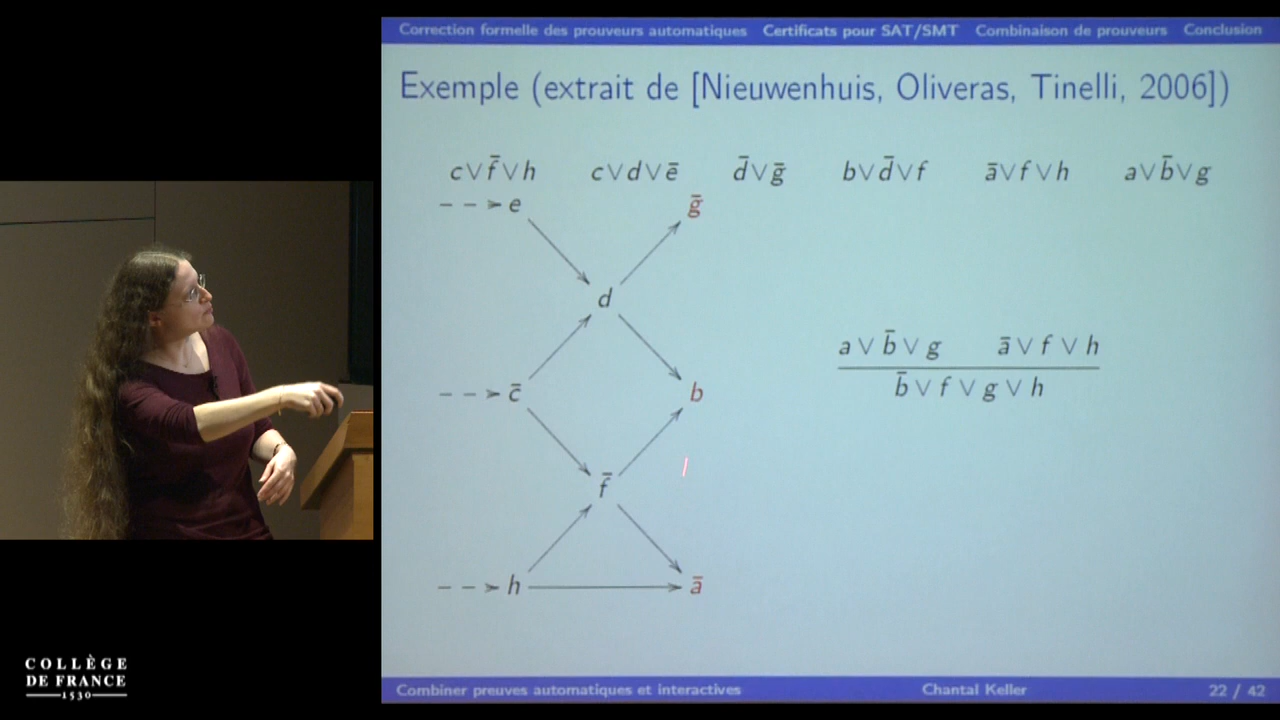 Correction formelle des prouveurs automatiques Certificats pour SAT/SMT Combinaison de prouveurs Conclusion
Exemple (extrait de [Nieuwenhuis, Oliveras, Tinelli, 2006])
c∨f̄∨h c∨d∨ē d̄∨ḡ b∨d̄∨f ā∨f∨h a∨b̄∨g
e ḡ
d
a ∨ b̄ ∨ g ā ∨ f ∨ h
b̄ ∨ f ∨ g ∨ h
c̄ b
f̄
h ā
COLLÈGE
DE FRANCE
1530
Combiner preuves automatiques et interactives Chantal Keller 22 / 42